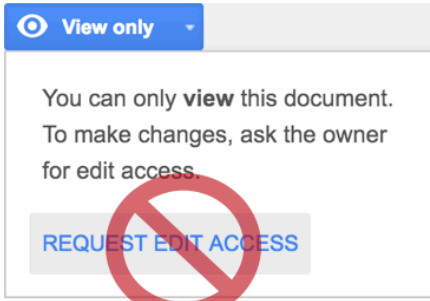 View only
You can only view this document.
To make changes, ask the owner
for edit access.
REQUEST EDIT ACCESS